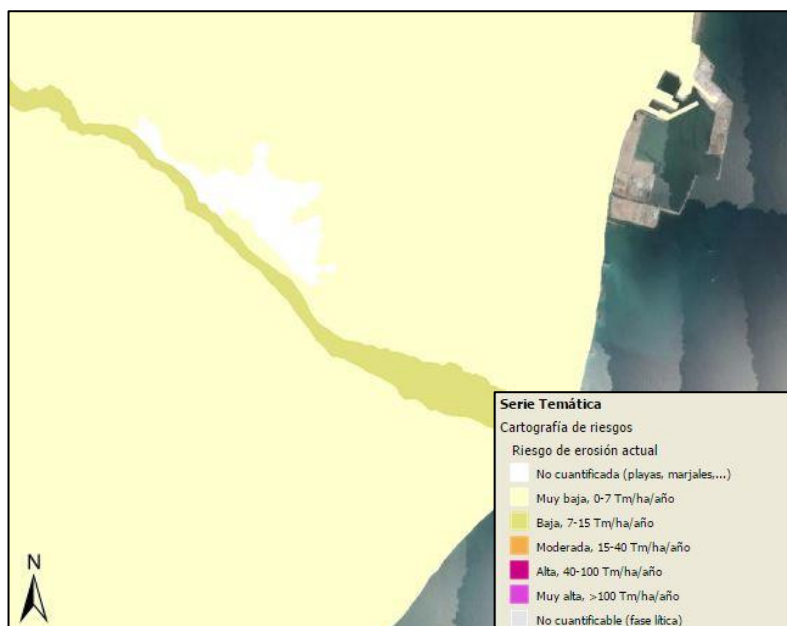 Serie Temática
Cartografía de riesgos
Riesgo de erosión actual
No cuantificada (playas, marjales,...)
Muy baja, 0-7 Tm/ha/año
Baja, 7-15 Tm/ha/año
Moderada, 15-40 Tm/ha/año
Alta, 40-100 Tm/ha/año
Muy alta, >100 Tm/ha/año
No cuantificable (fase lítica)
N